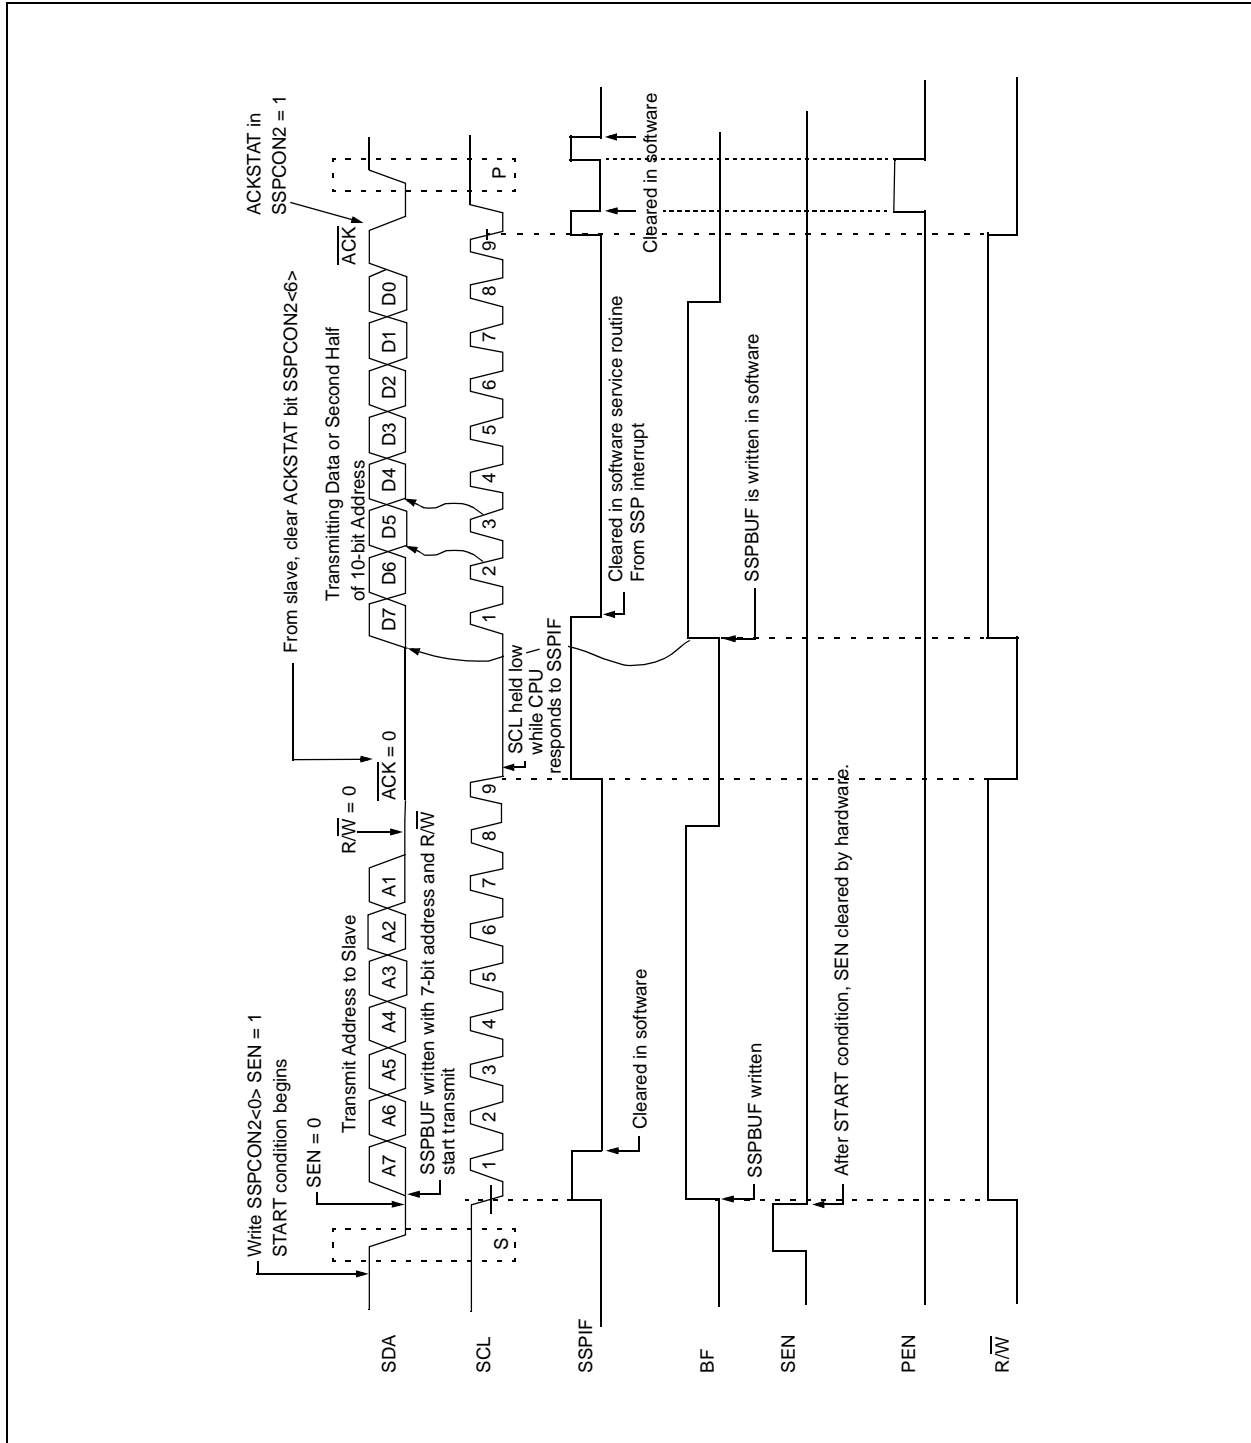 Write SSPCON2<0> SEN = 1
START condition begins
SEN = 0
Transmit Address to Slave
R/W = 0
From slave, clear ACKSTAT bit SSPCON2<6>
ACK = 0
Transmitting Data or Second Half
of 10-bit Address
ACK
ACKSTAT in
SSPCON2 = 1
SDA
A7 A6 A5 A4 A3 A2 A1
D7 D6 D5 D4 D3 D2 D1 D0
SSPBUF written with 7-bit address and R/W
start transmit
SCL
S
1 2 3 4 5 6 7 8 9
1 2 3 4 5 6 7 8 9
P
SCL held low
while CPU
responds to SSPIF
SSPIF
Cleared in software
Cleared in software service routine
From SSP interrupt
Cleared in software
BF
SSPBUF written
SSPBUF is written in software
SEN
After START condition, SEN cleared by hardware.
PEN
R/W